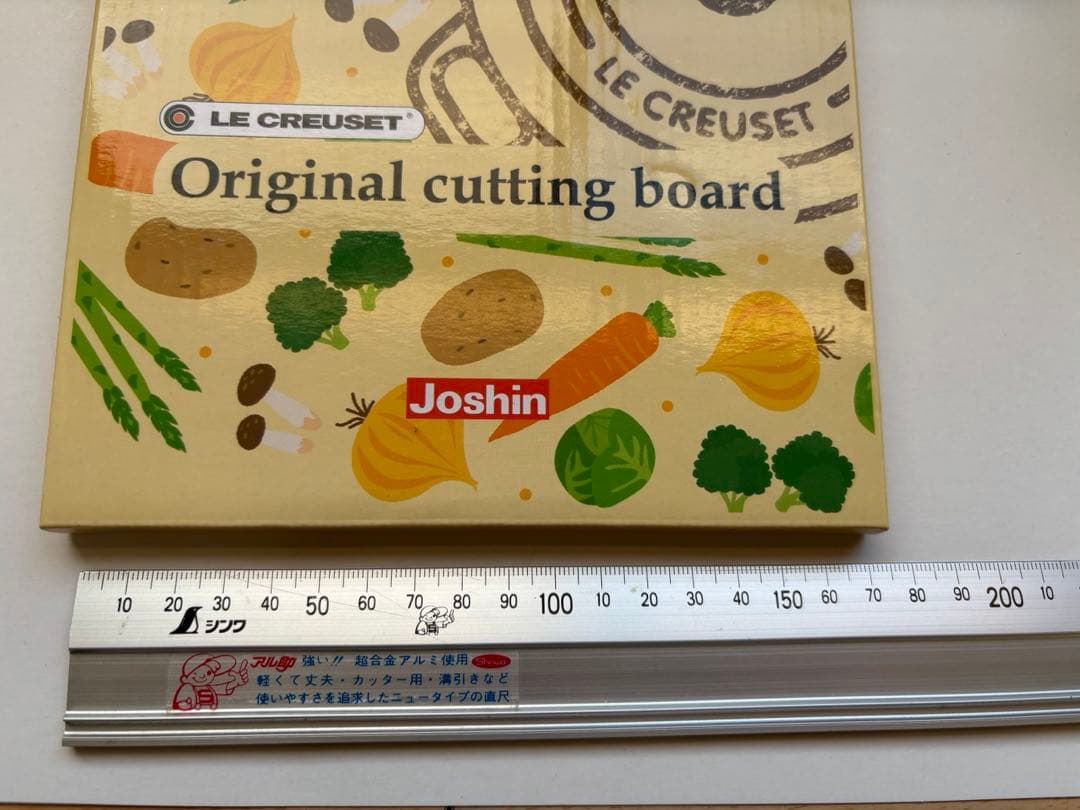 LE CREUSET
LE CREUSET®
Original cutting board
Joshin
10 20 30 40 50 60 70 80 90 100 10 20 30 40 150 60 70 80 90 200 10
シンワ
アル助 強い!! 超合金アルミ使用 Shinwa
軽くて丈夫・カッター用・溝引きなど
使いやすさを追求したニュータイプの直尺